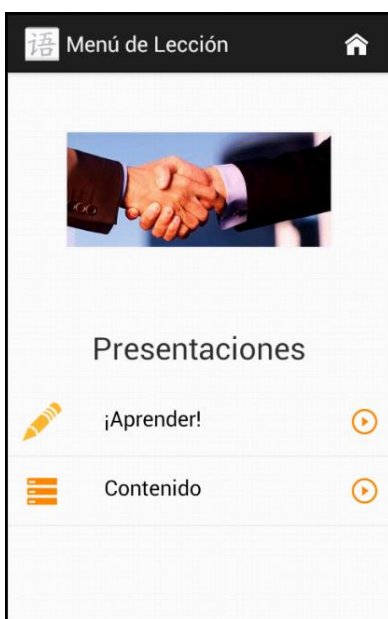 语 Menú de Lección
Presentaciones
¡Aprender!
Contenido